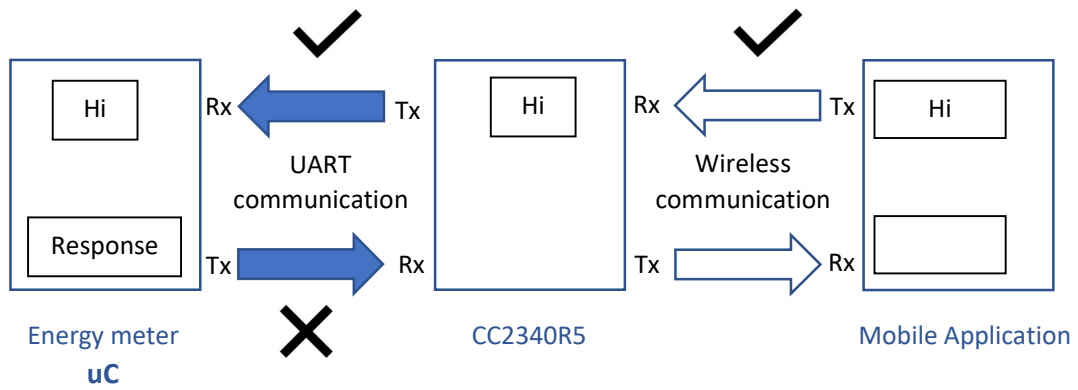 Hi
Rx
Tx
Hi
Rx
Tx
Hi
UART
communication
Wireless
communication
Response
Tx
Rx
Tx
Rx
Energy meter
uC
CC2340R5
Mobile Application